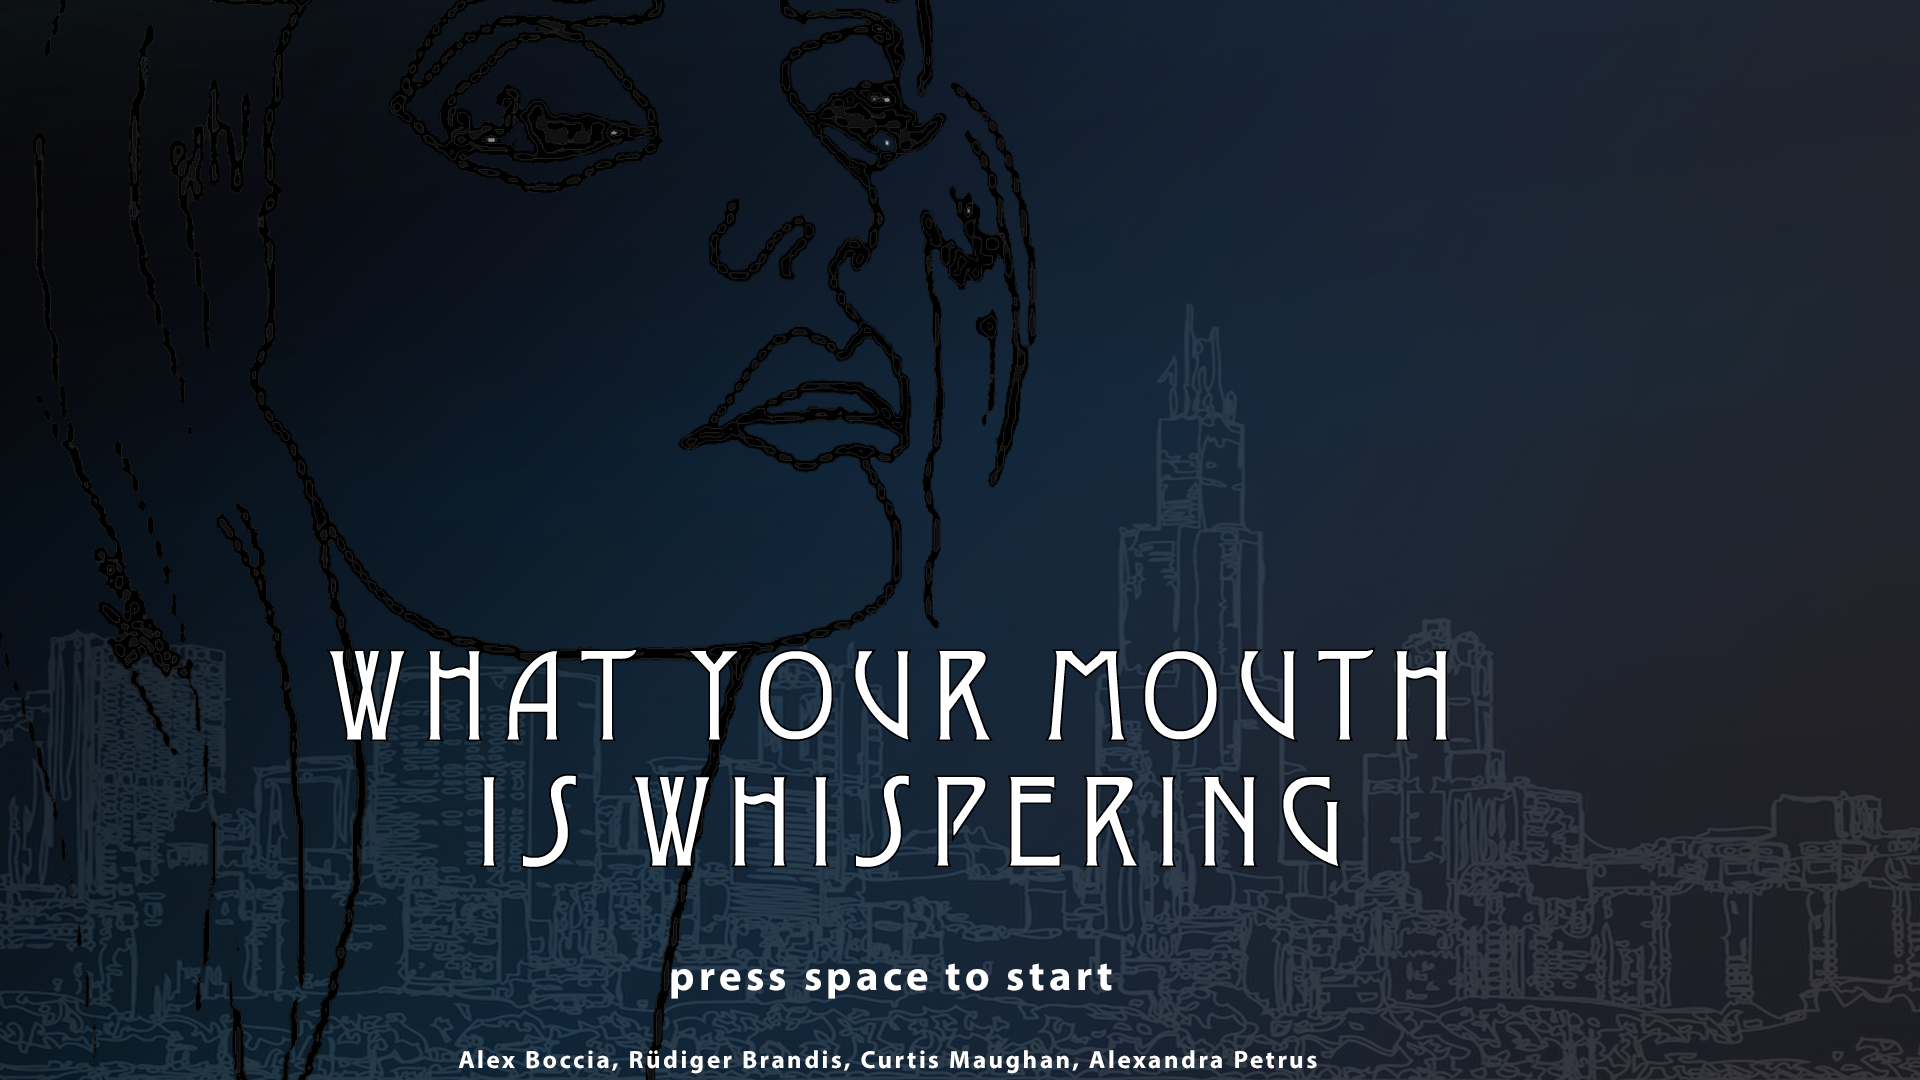 WHAT YOUR MOUTH
IS WHISPERING
press space to start
Alex Boccia, Rüdiger Brandis, Curtis Maughan, Alexandra Petrus